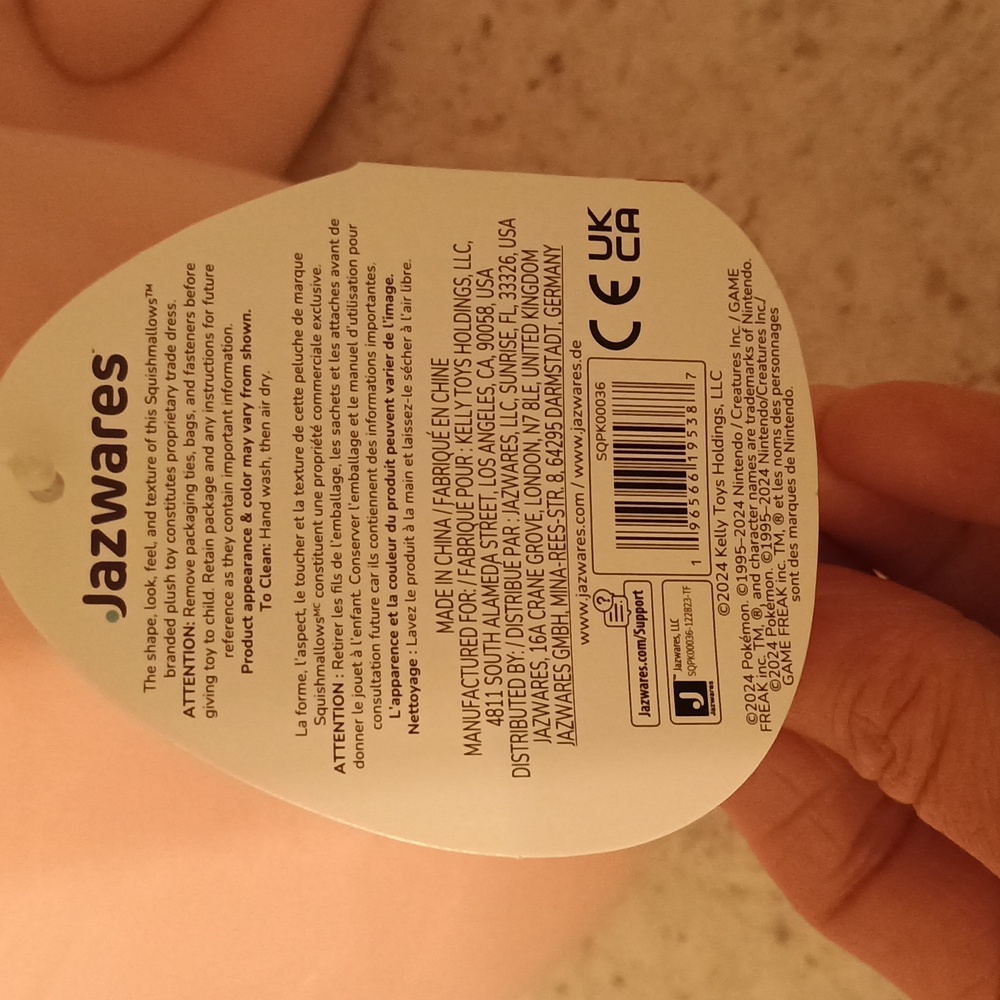 Jazwares™
The shape, look, feel, and texture of this Squishmallows™
branded plush toy constitutes proprietary trade dress.
ATTENTION: Remove packaging ties, bags, and fasteners before
giving toy to child. Retain package and any instructions for future
reference as they contain important information.
Product appearance & color may vary from shown.
To Clean: Hand wash, then air dry.
La forme, l'aspect, le toucher et la texture de cette peluche de marque
Squishmallowsᴹᶜ constituent une propriété commerciale exclusive.
ATTENTION : Retirer les fils de l'emballage, les sachets et les attaches avant de
donner le jouet à l'enfant. Conserver l'emballage et le manuel d'utilisation pour
consultation future car ils contiennent des informations importantes.
L'apparence et la couleur du produit peuvent varier de l'image.
Nettoyage : Lavez le produit à la main et laissez-le sécher à l'air libre.
MADE IN CHINA / FABRIQUÉ EN CHINE
MANUFACTURED FOR: / FABRIQUE POUR : KELLY TOYS HOLDINGS, LLC,
4811 SOUTH ALAMEDA STREET, LOS ANGELES, CA, 90058, USA
DISTRIBUTED BY: / DISTRIBUE PAR : JAZWARES, LLC, SUNRISE, FL, 33326, USA
JAZWARES, 16A CRANE GROVE, LONDON, N7 8LE, UNITED KINGDOM
JAZWARES GMBH, MINA-REES-STR. 8, 64295 DARMSTADT, GERMANY
www.jazwares.com / www.jazwares.de
CE UK
CA
?
Jazwares.com/Support
SQPK00036
1 96566 19538 7
J ™
Jazwares
Jazwares, LLC
SQPK00036-122823-TF
©2024 Kelly Toys Holdings, LLC
©2024 Pokémon. ©1995–2024 Nintendo / Creatures Inc. / GAME
FREAK inc. TM, ® and character names are trademarks of Nintendo.
©2024 Pokémon. ©1995–2024 Nintendo/Creatures Inc./
GAME FREAK inc. TM, ® et les noms des personnages
sont des marques de Nintendo.